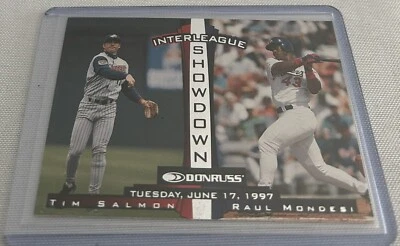 INTERLEAGUE
SHOWDOWN
DONRUSS
TUESDAY, JUNE 17, 1997
TIM SALMON RAUL MONDESI